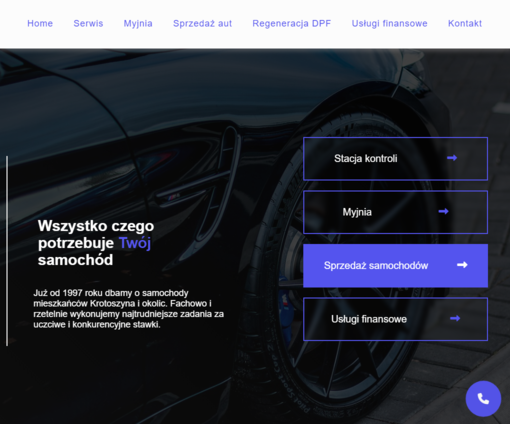 Home Serwis Myjnia Sprzedaż aut Regeneracja DPF Usługi finansowe Kontakt
Stacja kontroli
Myjnia
Sprzedaż samochodów
Usługi finansowe
Wszystko czego
potrzebuje Twój
samochód
Już od 1997 roku dbamy o samochody
mieszkańców Krotoszyna i okolic. Fachowo i
rzetelnie wykonujemy najtrudniejsze zadania za
uczciwe i konkurencyjne stawki.